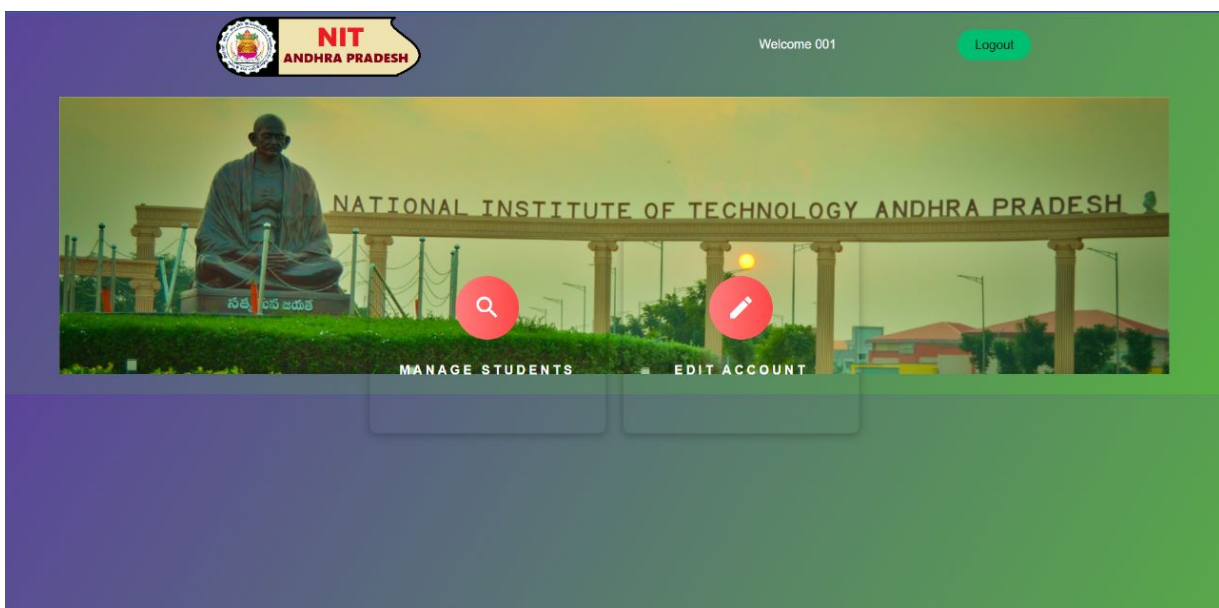 NIT
ANDHRA PRADESH
Welcome 001
Logout
NATIONAL INSTITUTE OF TECHNOLOGY ANDHRA PRADESH
MANAGE STUDENTS
EDIT ACCOUNT